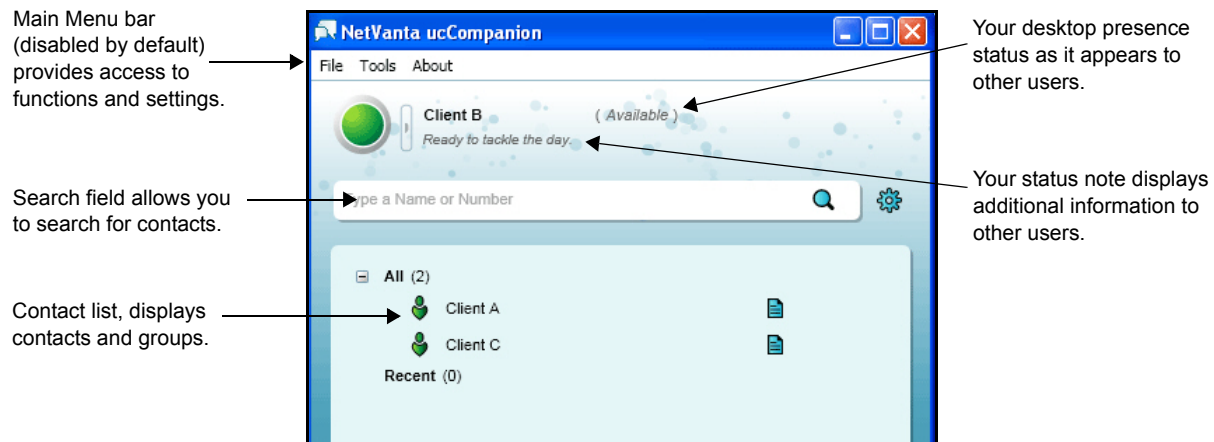 Main Menu bar
(disabled by default)
provides access to
functions and settings.
Search field allows you
to search for contacts.
Contact list, displays
contacts and groups.
NetVanta ucCompanion
File Tools About
Client B ( Available )
Ready to tackle the day.
Type a Name or Number
All (2)
Client A
Client C
Recent (0)
Your desktop presence
status as it appears to
other users.
Your status note displays
additional information to
other users.